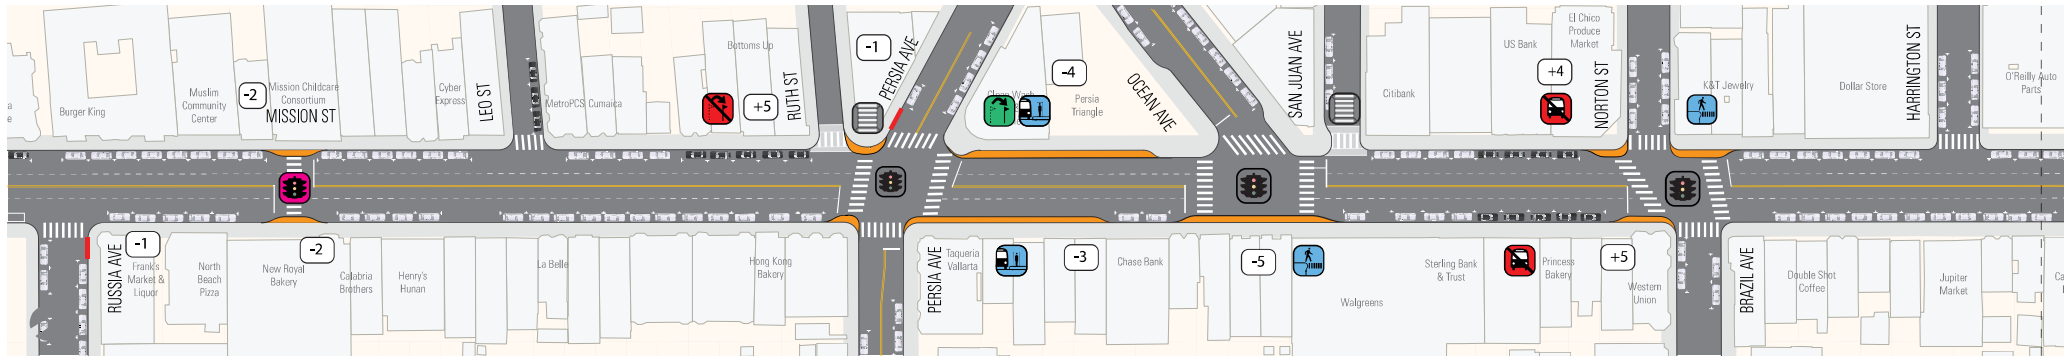 Burger King
Muslim
Community
Center
-2
Mission Childcare
Consortium
MISSION ST
Cyber
Express
LEO ST
MetroPCS
Cumaica
Bottoms Up
+5
RUTH ST
-1
PERSIA AVE
-4
Persia
Triangle
OCEAN AVE
SAN JUAN AVE
Citibank
US Bank
El Chico
Produce
Market
+4
NORTON ST
K&T Jewelry
Dollar Store
HARRINGTON ST
O'Reilly Auto
Parts
RUSSIA AVE
-1
Frank's
Market &
Liquor
North
Beach
Pizza
New Royal
Bakery
-2
Calabria
Brothers
Henry's
Hunan
La Belle
Hong Kong
Bakery
PERSIA AVE
Taqueria
Vallarta
-3
Chase Bank
-5
Walgreens
Sterling Bank
& Trust
Princess
Bakery
+5
Western
Union
BRAZIL AVE
Double Shot
Coffee
Jupiter
Market